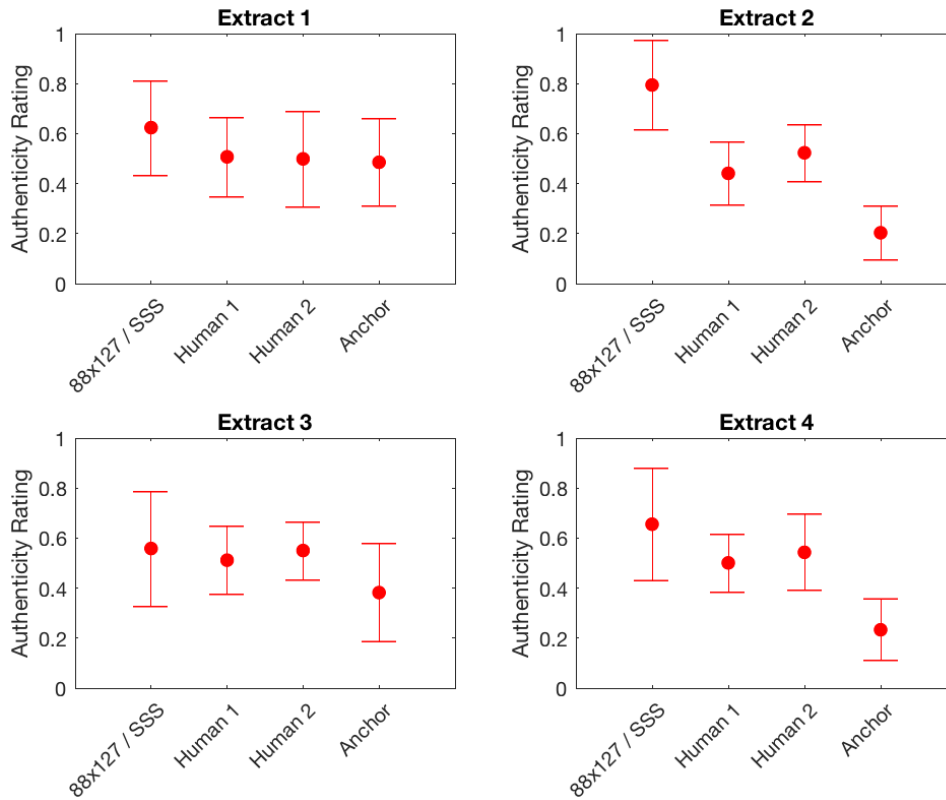 Extract 1
Authenticity Rating
1
0.8
0.6
0.4
0.2
0
88x127 / SSS
Human 1
Human 2
Anchor
Extract 2
Authenticity Rating
1
0.8
0.6
0.4
0.2
0
88x127 / SSS
Human 1
Human 2
Anchor
Extract 3
Authenticity Rating
1
0.8
0.6
0.4
0.2
0
88x127 / SSS
Human 1
Human 2
Anchor
Extract 4
Authenticity Rating
1
0.8
0.6
0.4
0.2
0
88x127 / SSS
Human 1
Human 2
Anchor